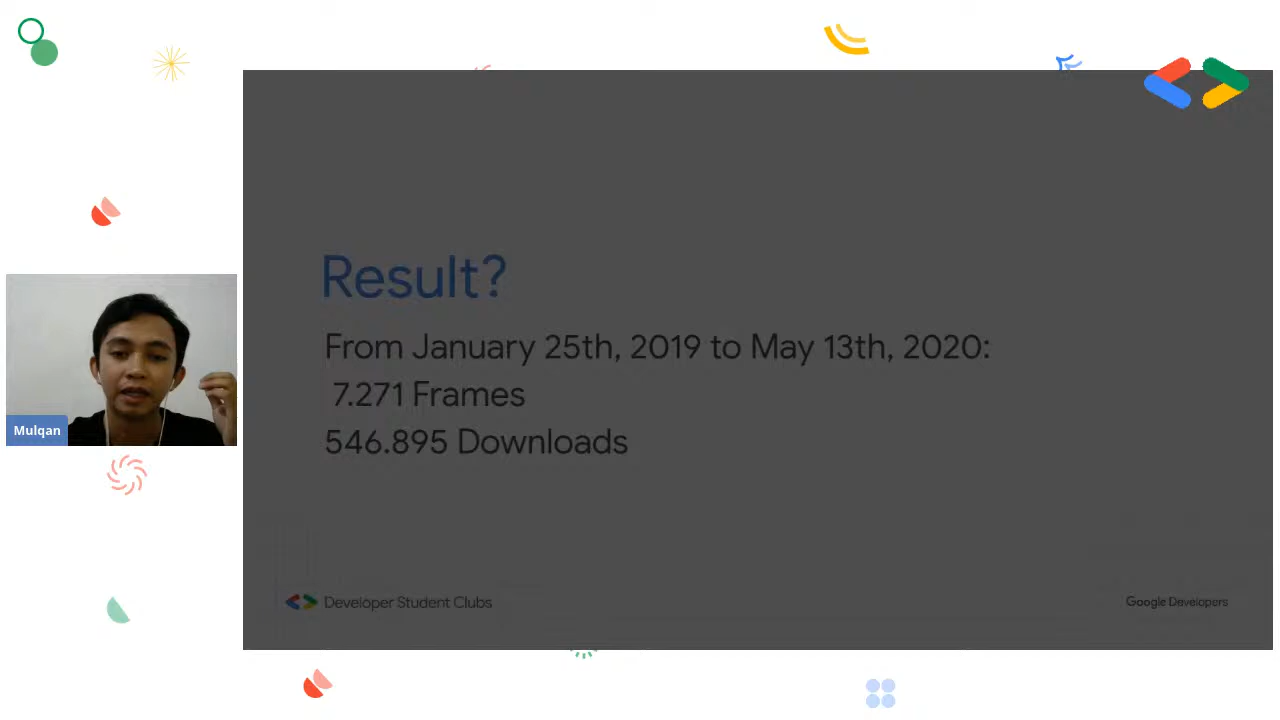 Result?
From January 25th, 2019 to May 13th, 2020:
7.271 Frames
546.895 Downloads
Mulqan
Developer Student Clubs
Google Developers